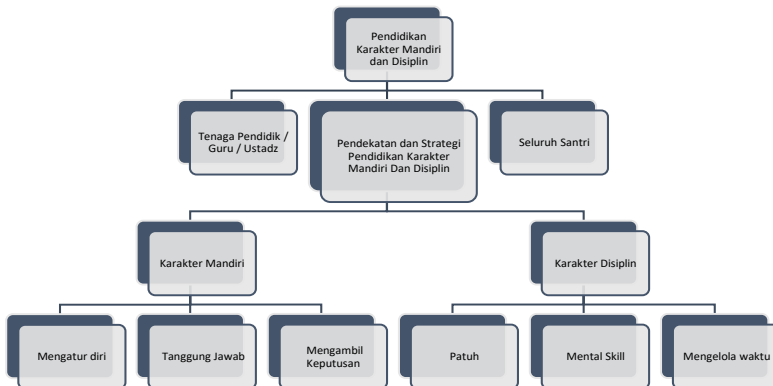 Pendidikan
Karakter Mandiri
dan Disiplin
Tenaga Pendidik /
Guru / Ustadz
Pendekatan dan Strategi
Pendidikan Karakter
Mandiri Dan Disiplin
Seluruh Santri
Karakter Mandiri
Karakter Disiplin
Mengatur diri
Tanggung Jawab
Mengambil
Keputusan
Patuh
Mental Skill
Mengelola waktu